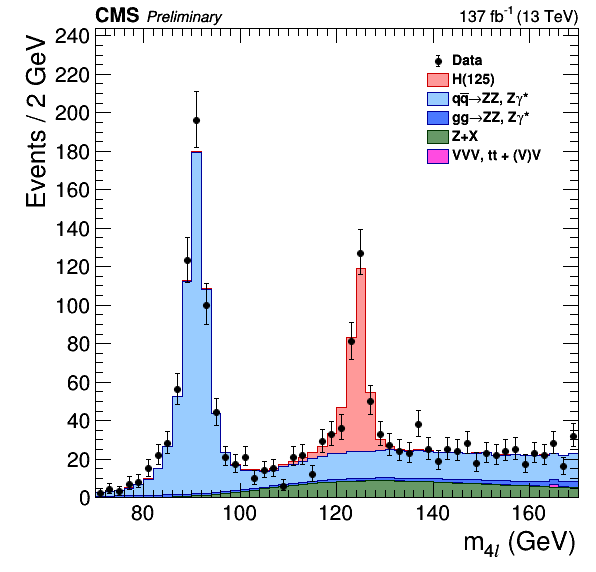 CMS Preliminary 137 fb⁻¹ (13 TeV)
Events / 2 GeV
240
220
200
180
160
140
120
100
80
60
40
20
0
Data
H(125)
qq̅→ZZ, Zγ*
gg→ZZ, Zγ*
Z+X
VVV, tt + (V)V
80 100 120 140 160
m4l (GeV)